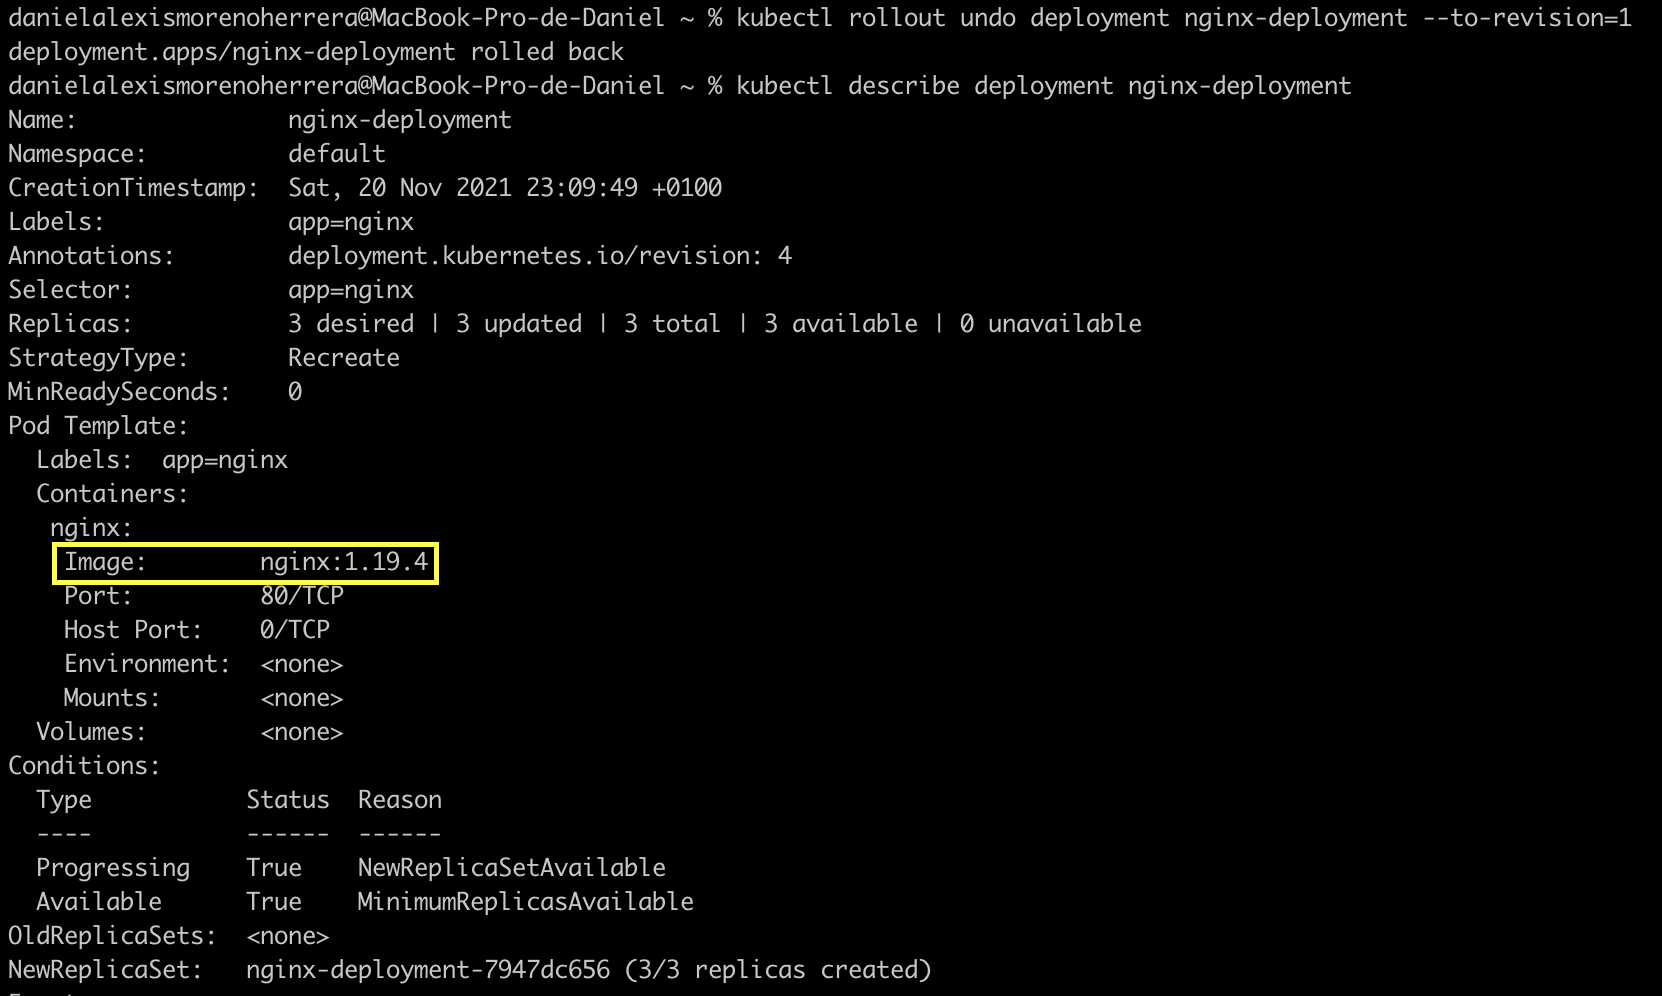 danielalexismorenoherrera@MacBook-Pro-de-Daniel ~ % kubectl rollout undo deployment nginx-deployment --to-revision=1
deployment.apps/nginx-deployment rolled back
danielalexismorenoherrera@MacBook-Pro-de-Daniel ~ % kubectl describe deployment nginx-deployment
Name:               nginx-deployment
Namespace:          default
CreationTimestamp:  Sat, 20 Nov 2021 23:09:49 +0100
Labels:             app=nginx
Annotations:        deployment.kubernetes.io/revision: 4
Selector:           app=nginx
Replicas:           3 desired | 3 updated | 3 total | 3 available | 0 unavailable
StrategyType:       Recreate
MinReadySeconds:    0
Pod Template:
  Labels:  app=nginx
  Containers:
   nginx:
    Image:        nginx:1.19.4
    Port:         80/TCP
    Host Port:    0/TCP
    Environment:  <none>
    Mounts:       <none>
  Volumes:        <none>
Conditions:
  Type           Status  Reason
  ----           ------  ------
  Progressing    True    NewReplicaSetAvailable
  Available      True    MinimumReplicasAvailable
OldReplicaSets:  <none>
NewReplicaSet:   nginx-deployment-7947dc656 (3/3 replicas created)